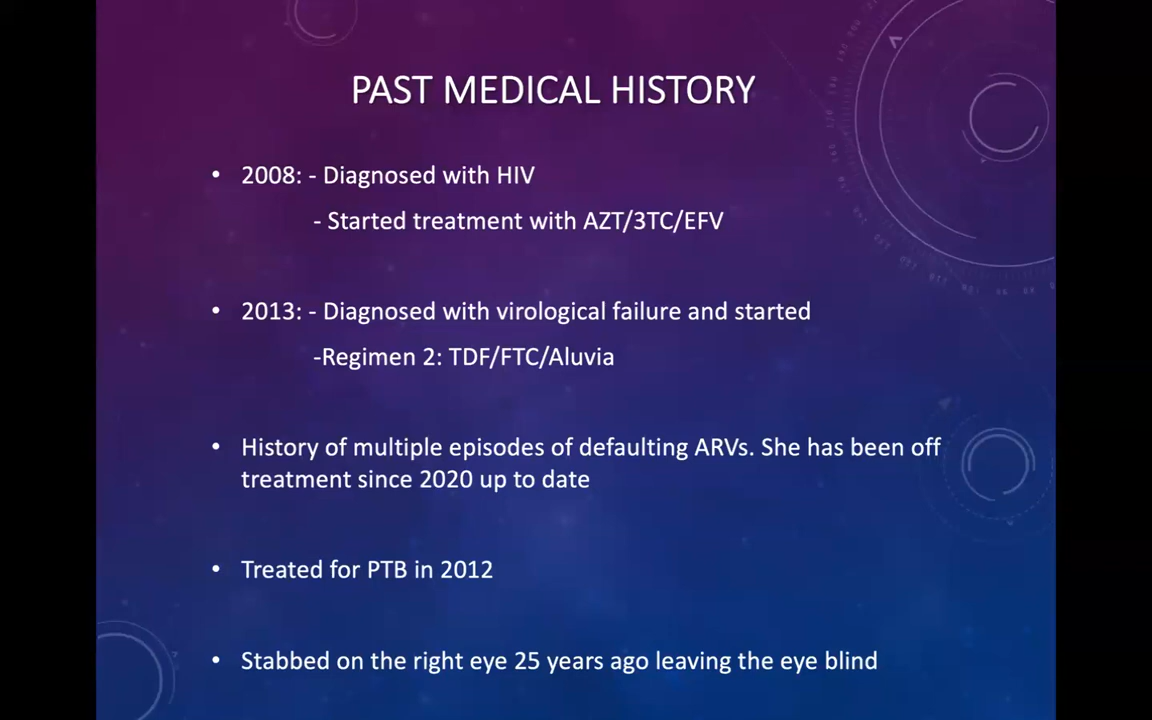 PAST MEDICAL HISTORY
• 2008: - Diagnosed with HIV
- Started treatment with AZT/3TC/EFV
• 2013: - Diagnosed with virological failure and started
-Regimen 2: TDF/FTC/Aluvia
• History of multiple episodes of defaulting ARVs. She has been off
treatment since 2020 up to date
• Treated for PTB in 2012
• Stabbed on the right eye 25 years ago leaving the eye blind